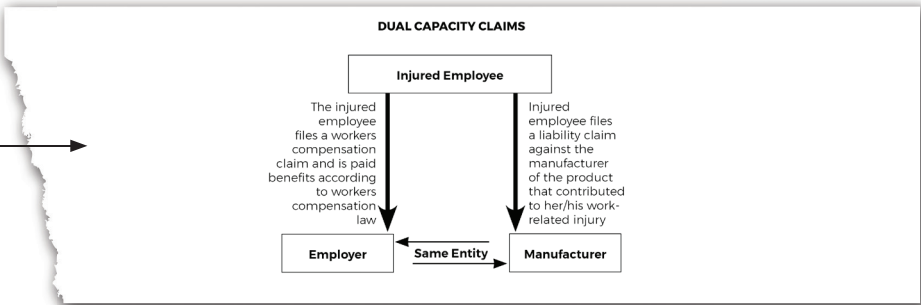 DUAL CAPACITY CLAIMS
Injured Employee
The injured
employee
files a workers
compensation
claim and is paid
benefits according
to workers
compensation
law
Injured
employee files
a liability claim
against the
manufacturer
of the product
that contributed
to her/his work-
related injury
Employer
Same Entity
Manufacturer